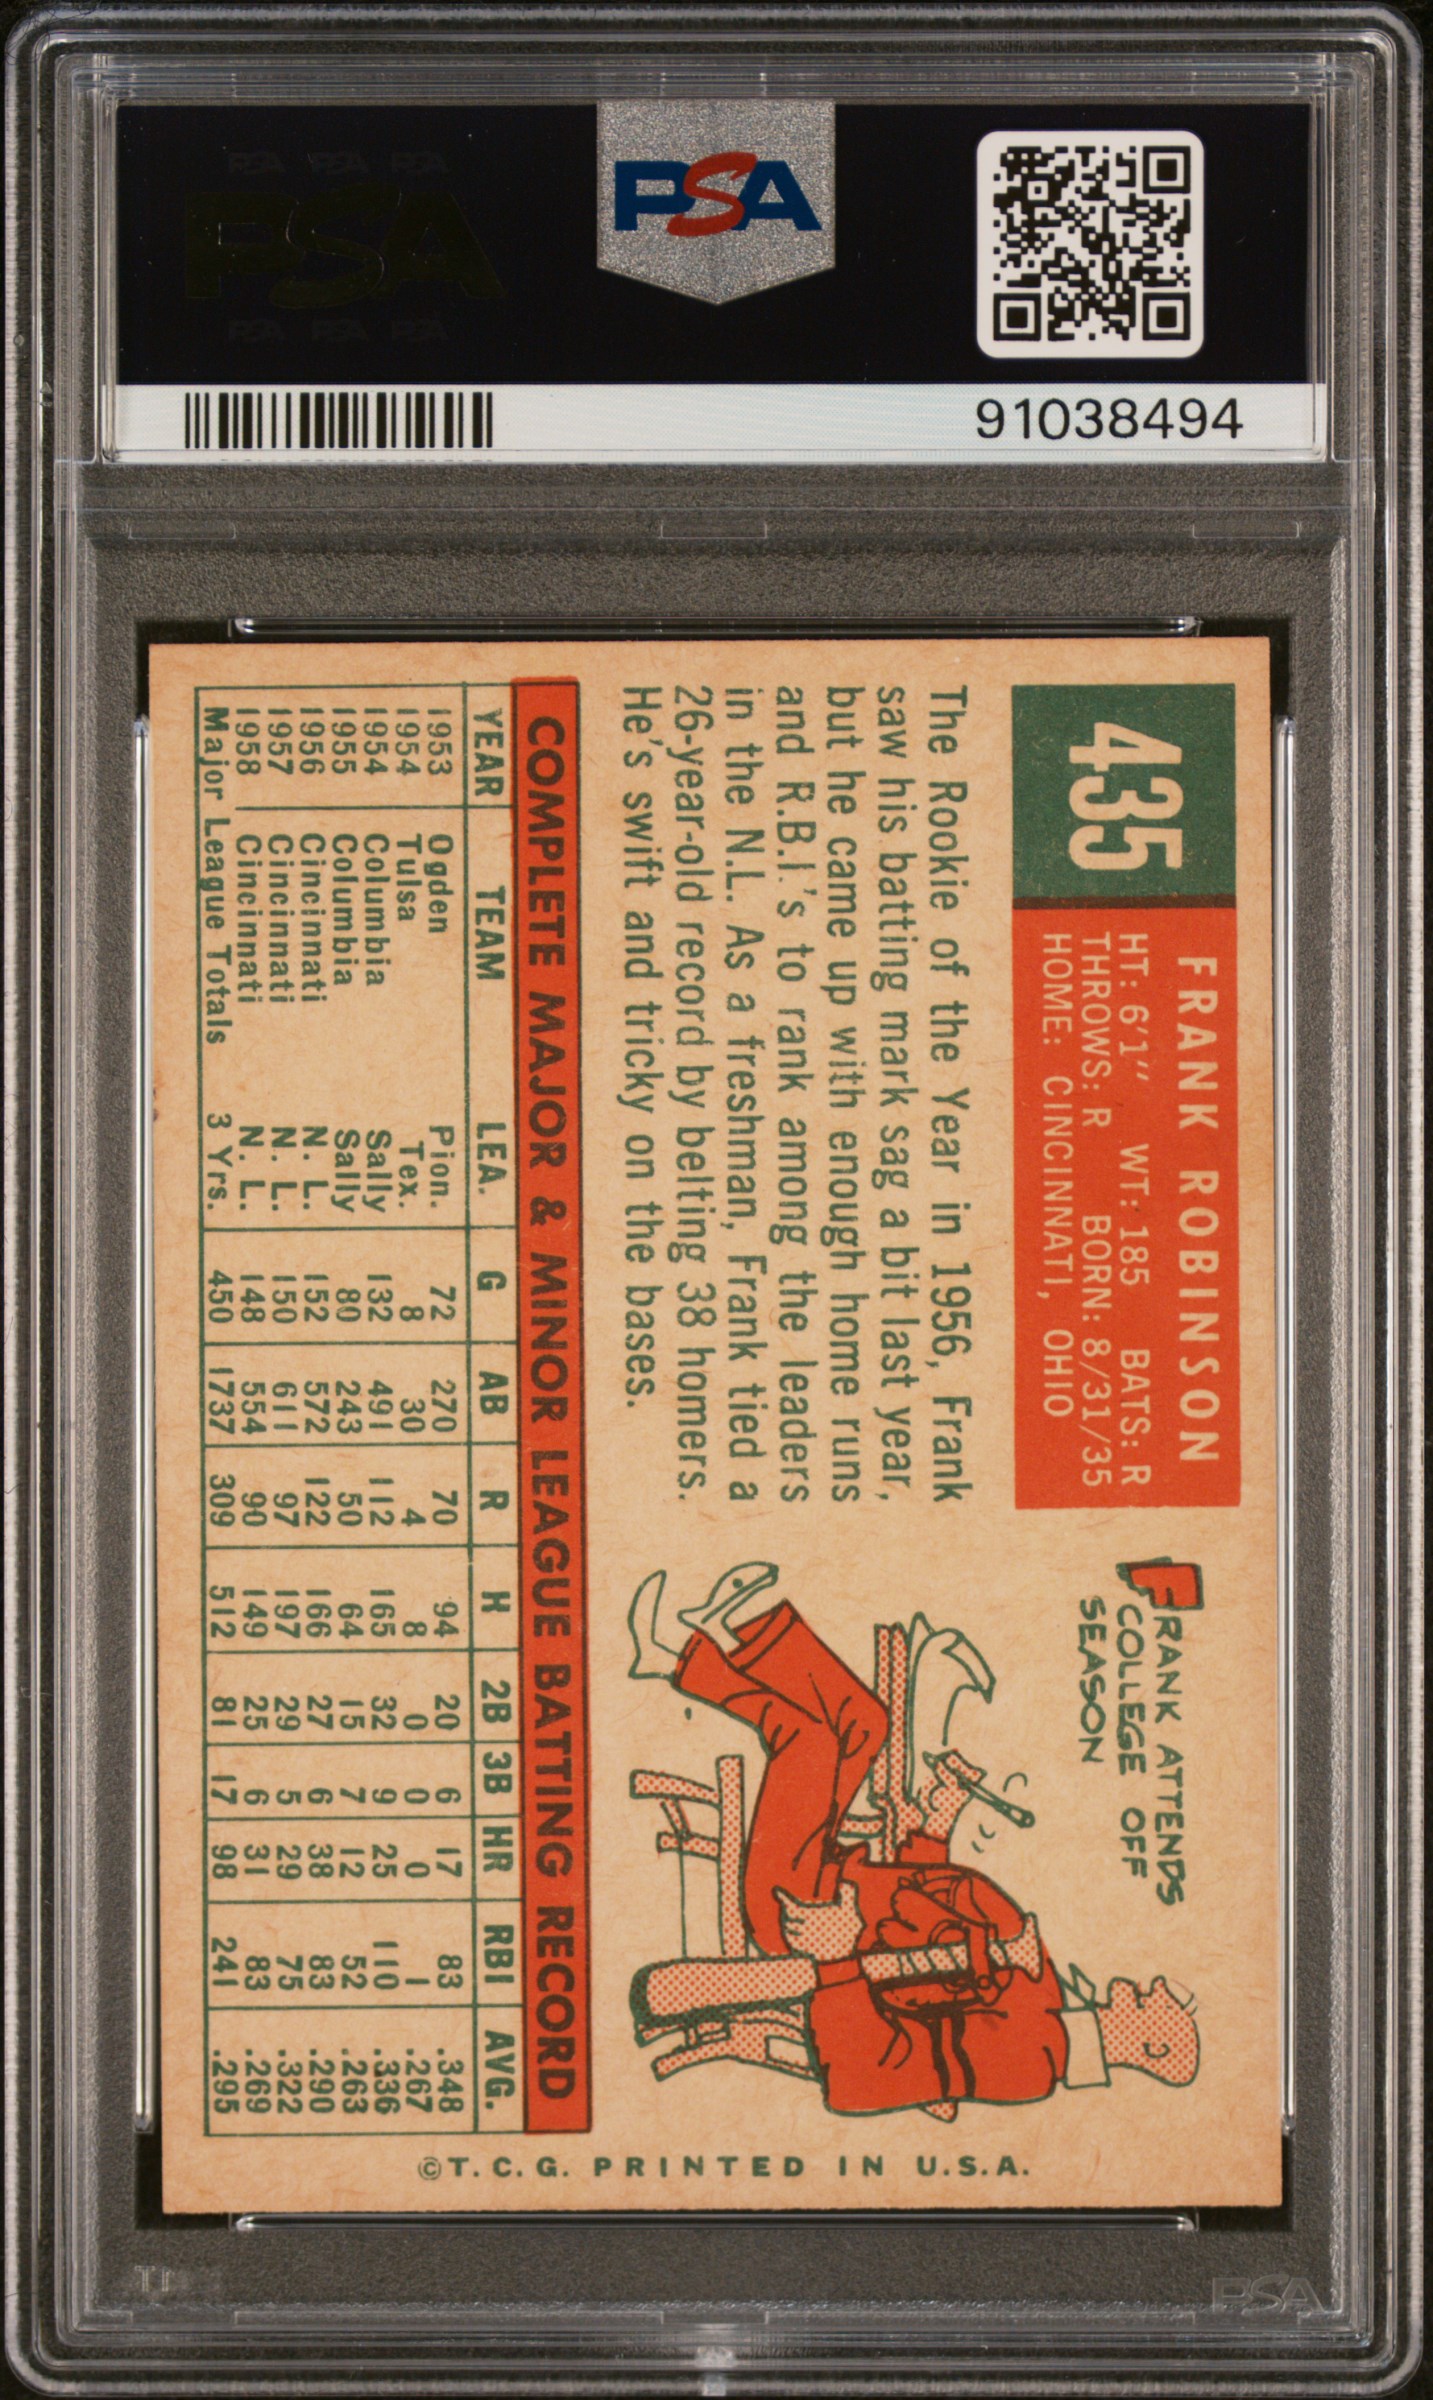 PSA PSA PSA
PSA
PSA PSA PSA
PSA
91038494
435
FRANK ROBINSON
HT: 6'1" WT: 185 BATS: R
THROWS: R BORN: 8/31/35
HOME: CINCINNATI, OHIO
The Rookie of the Year in 1956, Frank
saw his batting mark sag a bit last year,
but he came up with enough home runs
and R.B.I.'s to rank among the leaders
in the N.L. As a freshman, Frank tied a
26-year-old record by belting 38 homers.
He's swift and tricky on the bases.
FRANK ATTENDS
COLLEGE OFF
SEASON
COMPLETE MAJOR & MINOR LEAGUE BATTING RECORD
YEAR TEAM LEA. G AB R H 2B 3B HR RBI AVG.
1953 Ogden Pion. 72 270 70 94 20 6 17 83 .348
1954 Tulsa Tex. 8 30 4 8 0 0 0 1 .267
1954 Columbia Sally 132 491 112 165 32 9 25 110 .336
1955 Columbia Sally 80 243 50 64 15 7 12 52 .263
1956 Cincinnati N. L. 152 572 122 166 27 6 38 83 .290
1957 Cincinnati N. L. 150 611 97 197 29 5 29 75 .322
1958 Cincinnati N. L. 148 554 90 149 25 6 31 83 .269
Major League Totals 3 Yrs. 450 1737 309 512 81 17 98 241 .295
©T. C. G. PRINTED IN U.S.A.
PSA